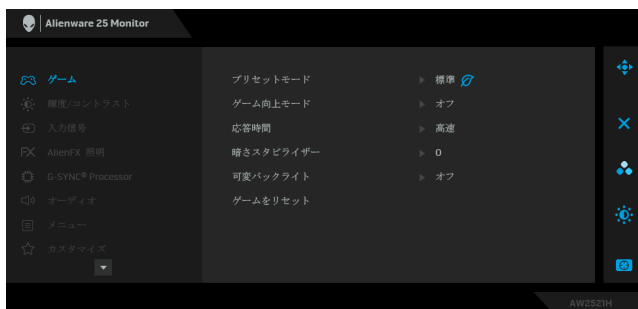 Alienware 25 Monitor
ゲーム
輝度/コントラスト
入力信号
AlienFX 照明
G-SYNC® Processor
オーディオ
メニュー
カスタマイズ
プリセットモード 標準
ゲーム向上モード オフ
応答時間 高速
暗さスタビライザー 0
可変バックライト オフ
ゲームをリセット
AW2521H